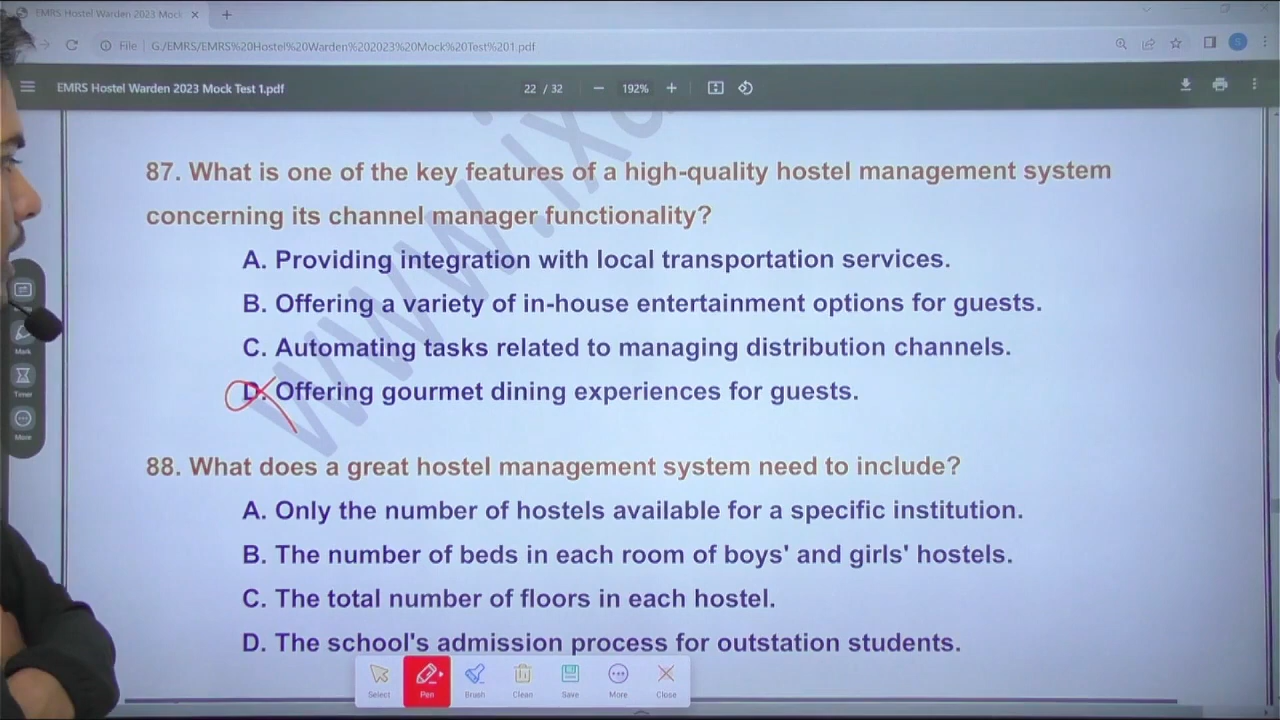 EMRS Hostel Warden 2023 Mock
File G:/EMRS/EMRS%20Hostel%20Warden%202023%20Mock%20Test%201.pdf
S
EMRS Hostel Warden 2023 Mock Test 1.pdf
22 / 32
192%
87. What is one of the key features of a high-quality hostel management system
concerning its channel manager functionality?
A. Providing integration with local transportation services.
B. Offering a variety of in-house entertainment options for guests.
C. Automating tasks related to managing distribution channels.
D. Offering gourmet dining experiences for guests.
88. What does a great hostel management system need to include?
A. Only the number of hostels available for a specific institution.
B. The number of beds in each room of boys' and girls' hostels.
C. The total number of floors in each hostel.
D. The school's admission process for outstation students.
Mark
Timer
More
Select Pen Brush Clean Save More Close
www.ixa